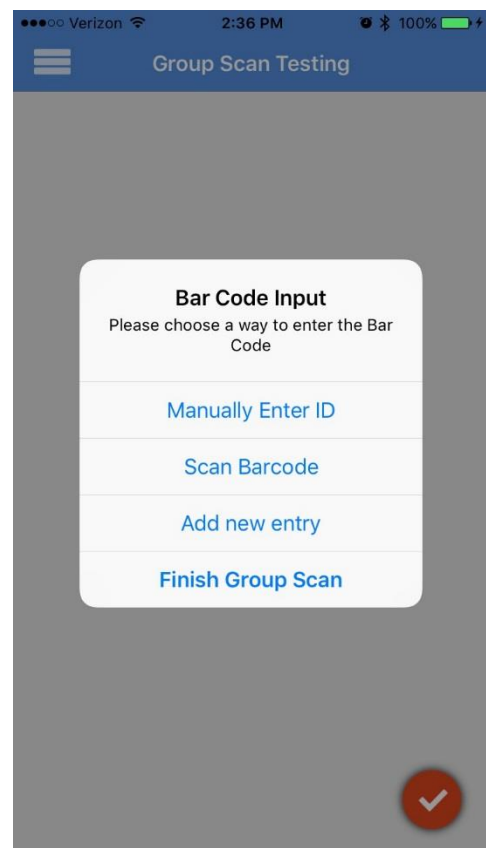 Verizon 2:36 PM 100%
Group Scan Testing
Bar Code Input
Please choose a way to enter the Bar
Code
Manually Enter ID
Scan Barcode
Add new entry
Finish Group Scan